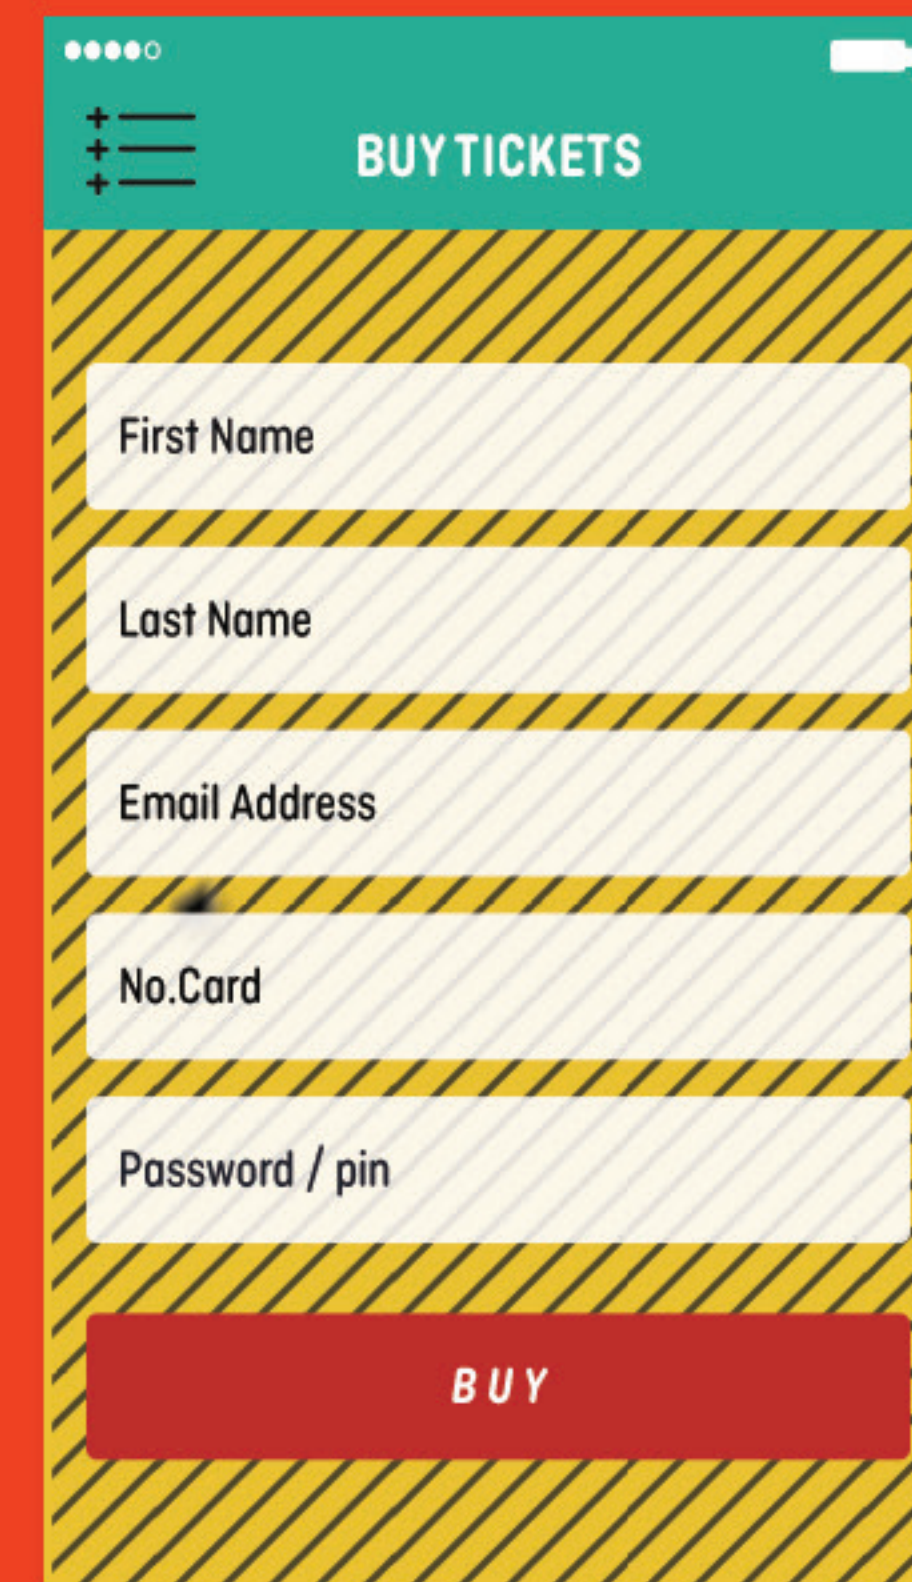 BUY TICKETS
First Name
Last Name
Email Address
No.Card
Password / pin
BUY